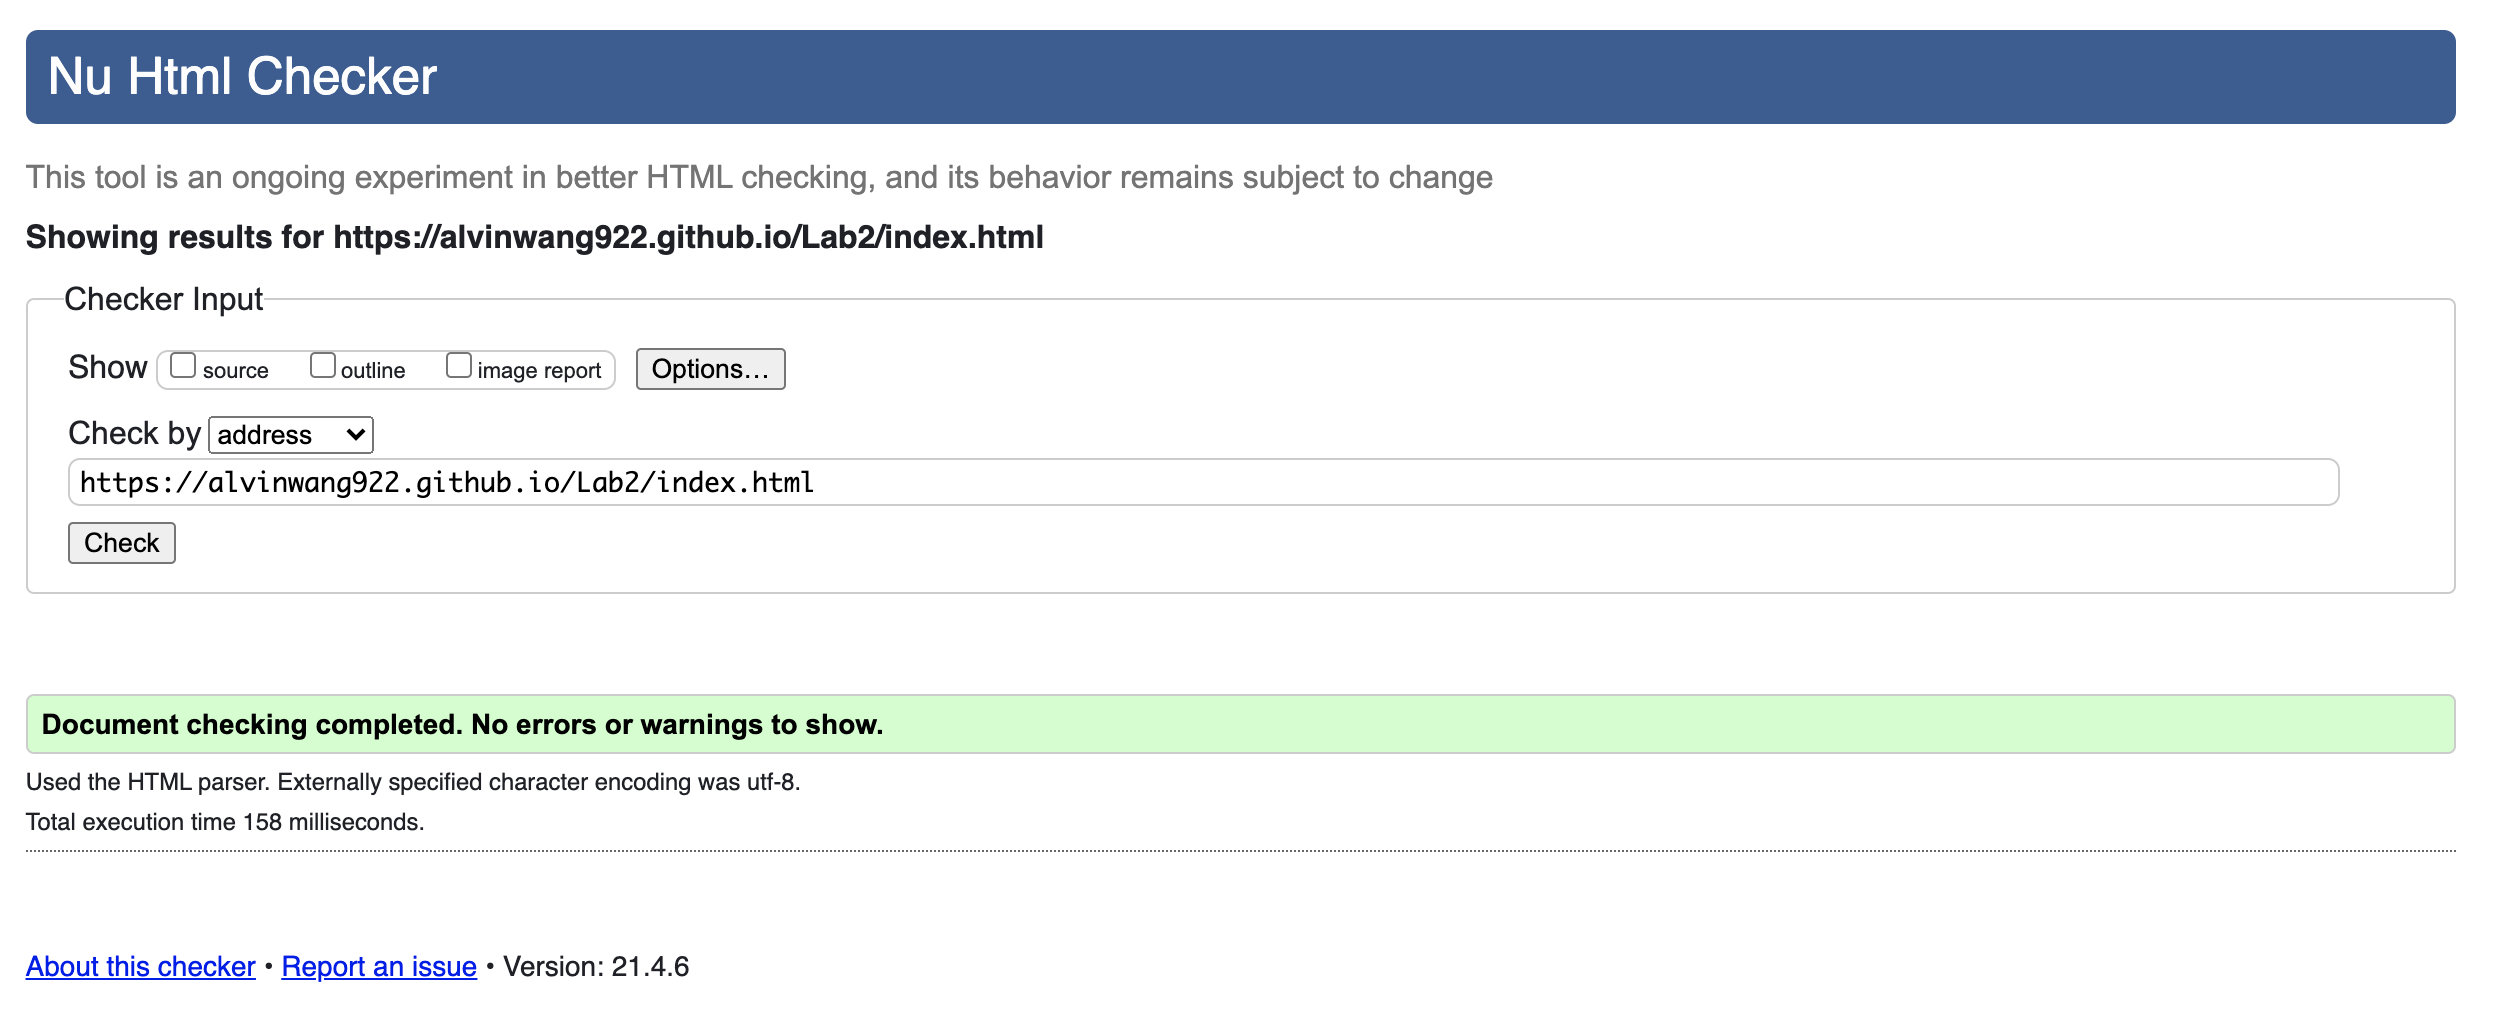 Nu Html Checker
This tool is an ongoing experiment in better HTML checking, and its behavior remains subject to change
Showing results for https://alvinwang922.github.io/Lab2/index.html
Checker Input
Show source outline image report Options...
Check by address
https://alvinwang922.github.io/Lab2/index.html
Check
Document checking completed. No errors or warnings to show.
Used the HTML parser. Externally specified character encoding was utf-8.
Total execution time 158 milliseconds.
About this checker • Report an issue • Version: 21.4.6